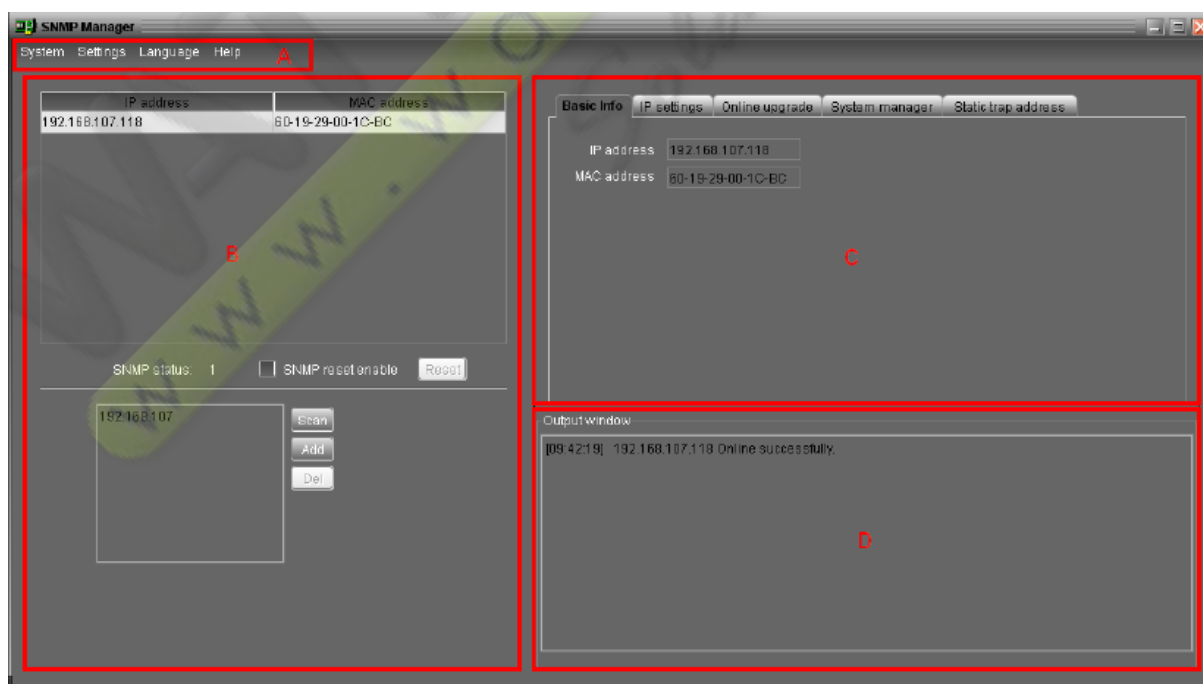 SNMP Manager
System Settings Language Help
A
IP address MAC address
192.168.107.118 60-19-29-00-1C-BC
B
SNMP status: 1 SNMP reset enable Reset
192.168.107
Scan
Add
Del
Basic Info IP settings Online upgrade System manager Static trap address
IP address 192.168.107.118
MAC address 60-19-29-00-1C-BC
C
Output window
[09:42:19] 192.168.107.118 Online successfully.
D
www.